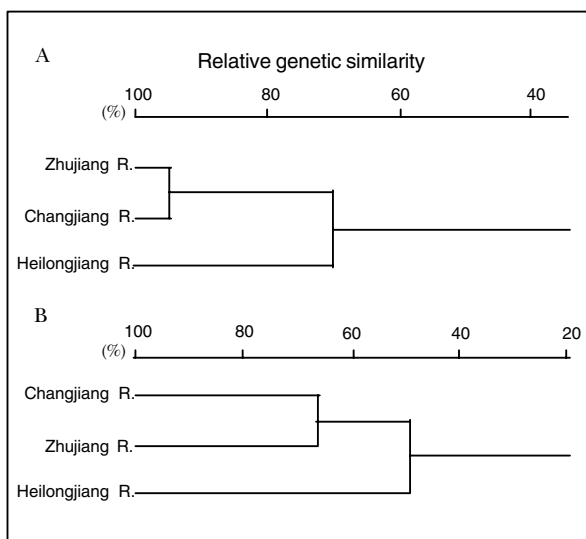 A
Relative genetic similarity
100 80 60 40
(%)
Zhujiang R.
Changjiang R.
Heilongjiang R.
B
100 80 60 40 20
(%)
Changjiang R.
Zhujiang R.
Heilongjiang R.